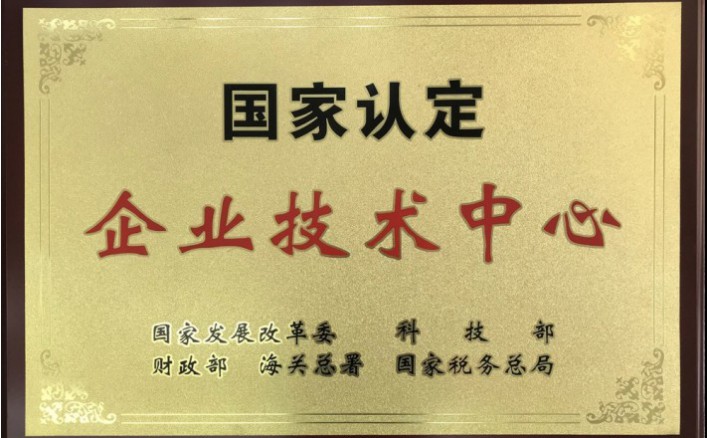 国家认定
企业技术中心
国家发展改革委 科技部
财政部 海关总署 国家税务总局